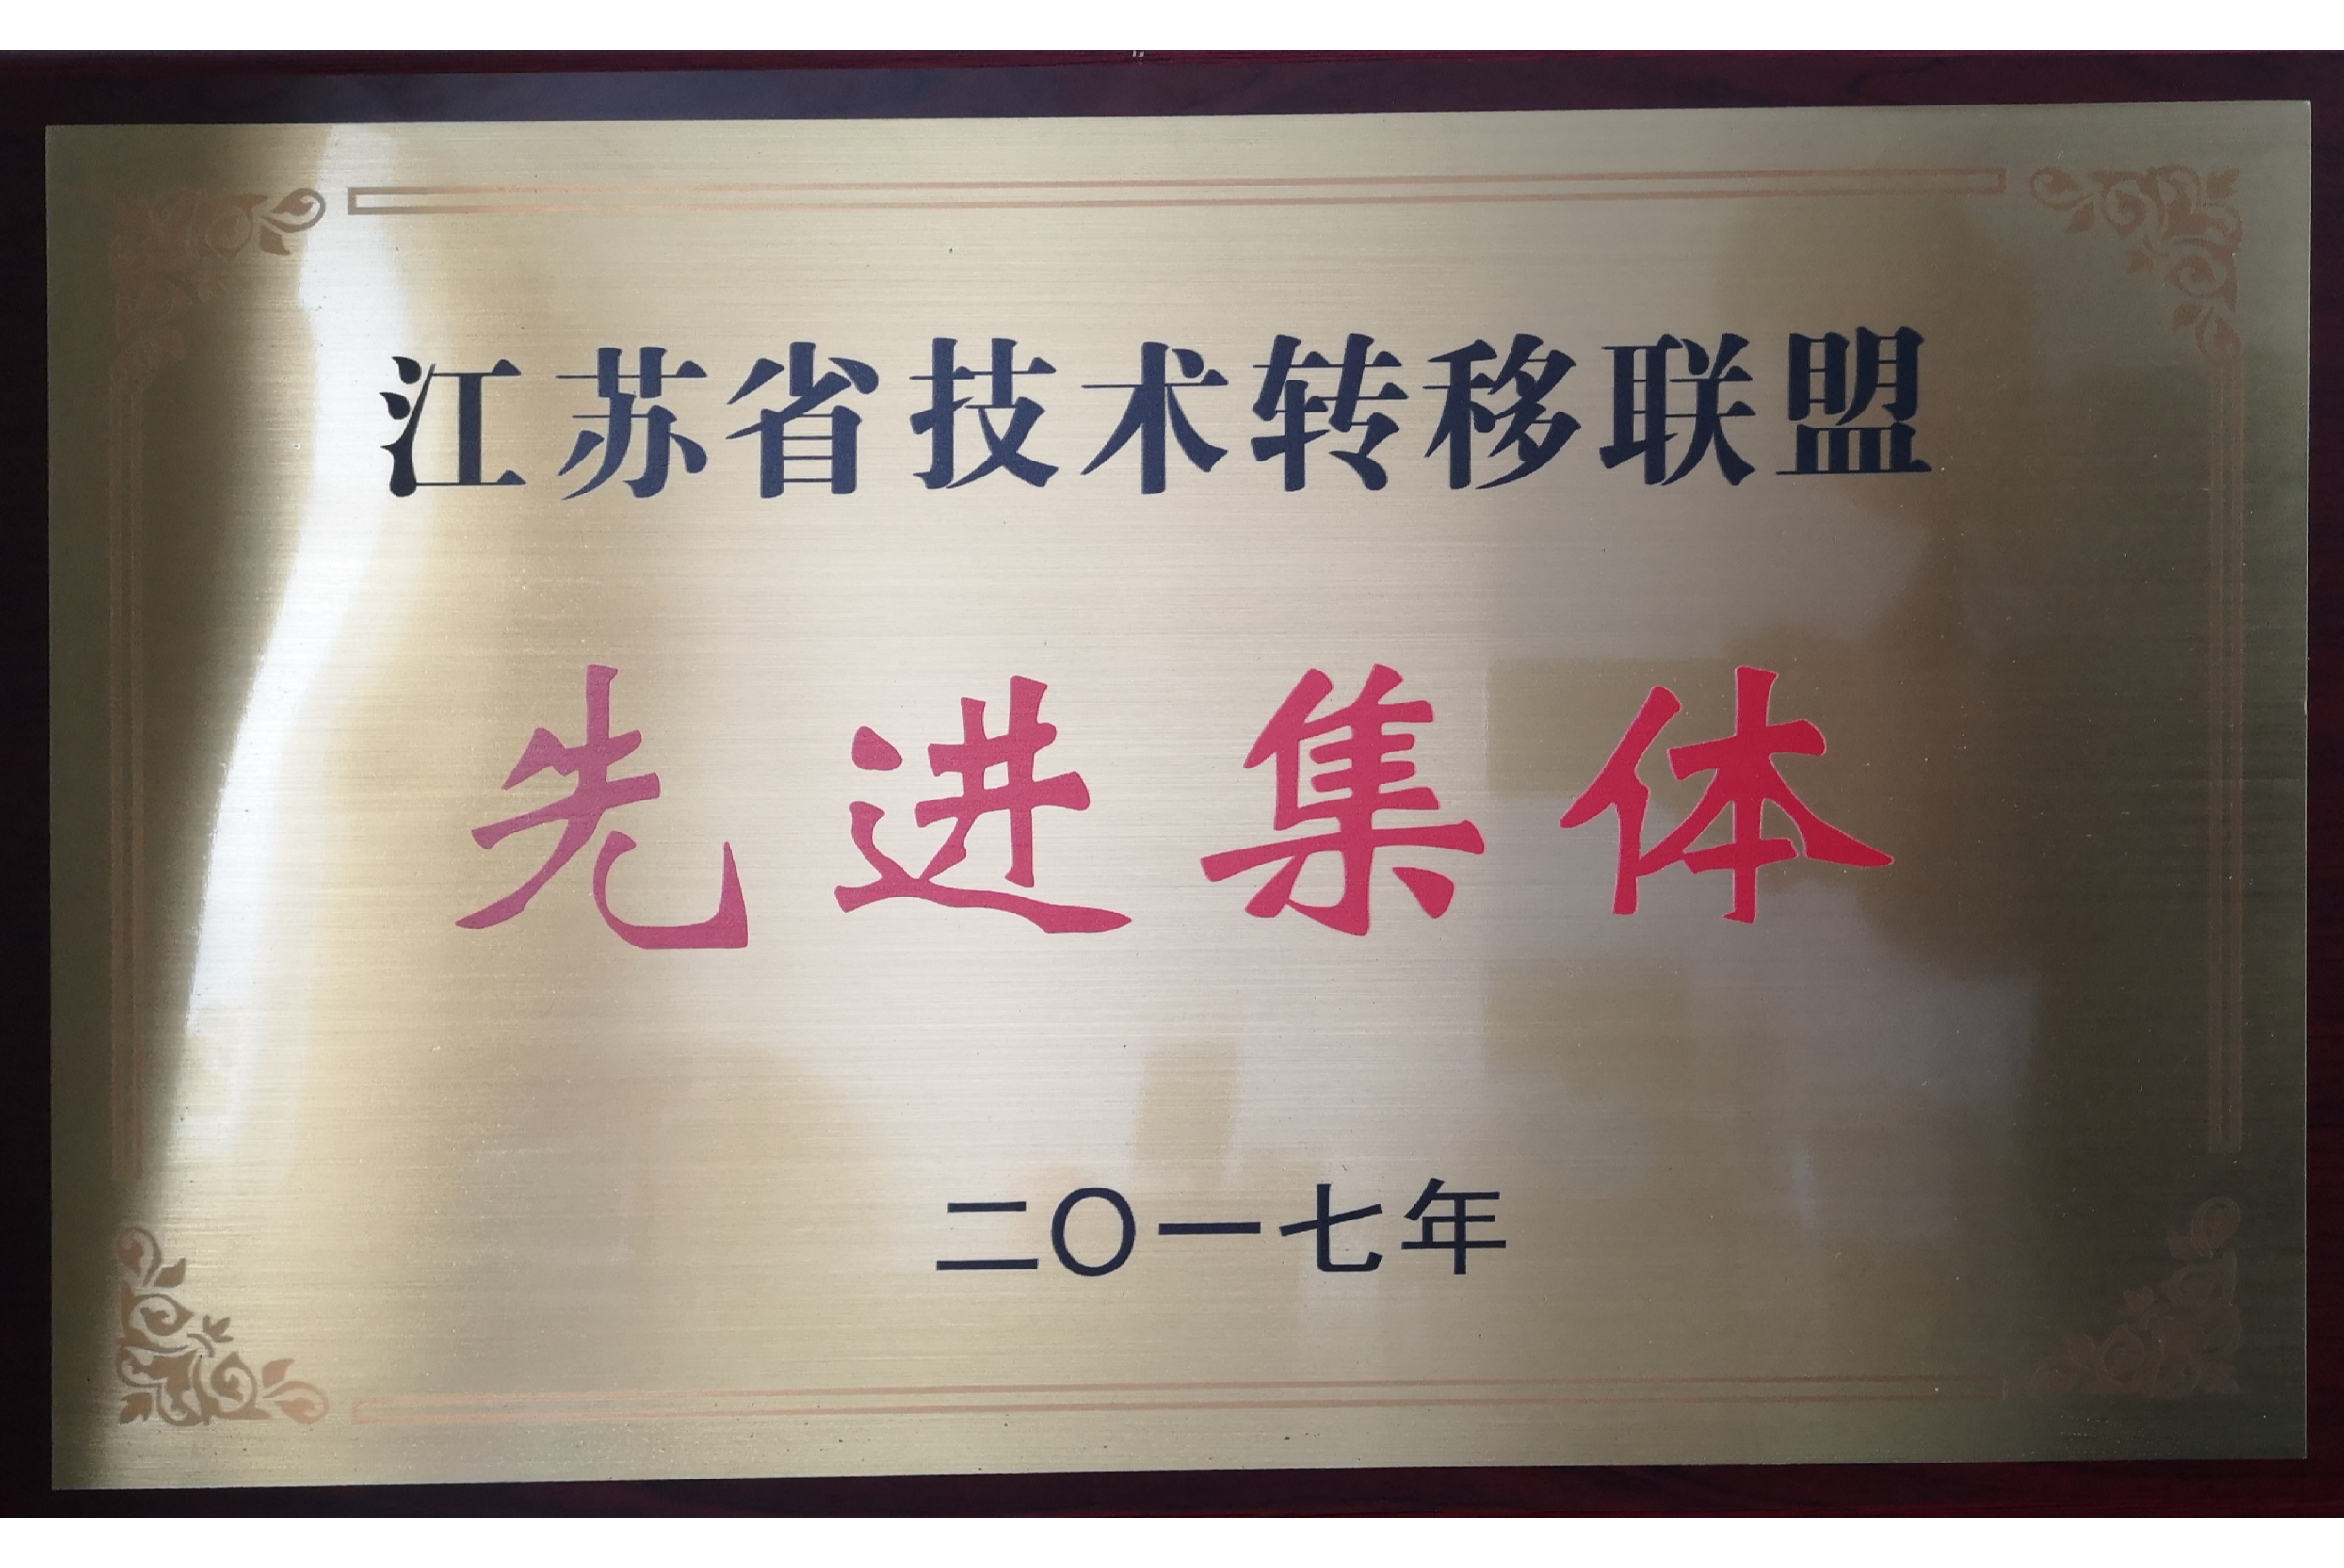 江苏省技术转移联盟
先进集体
二〇一七年